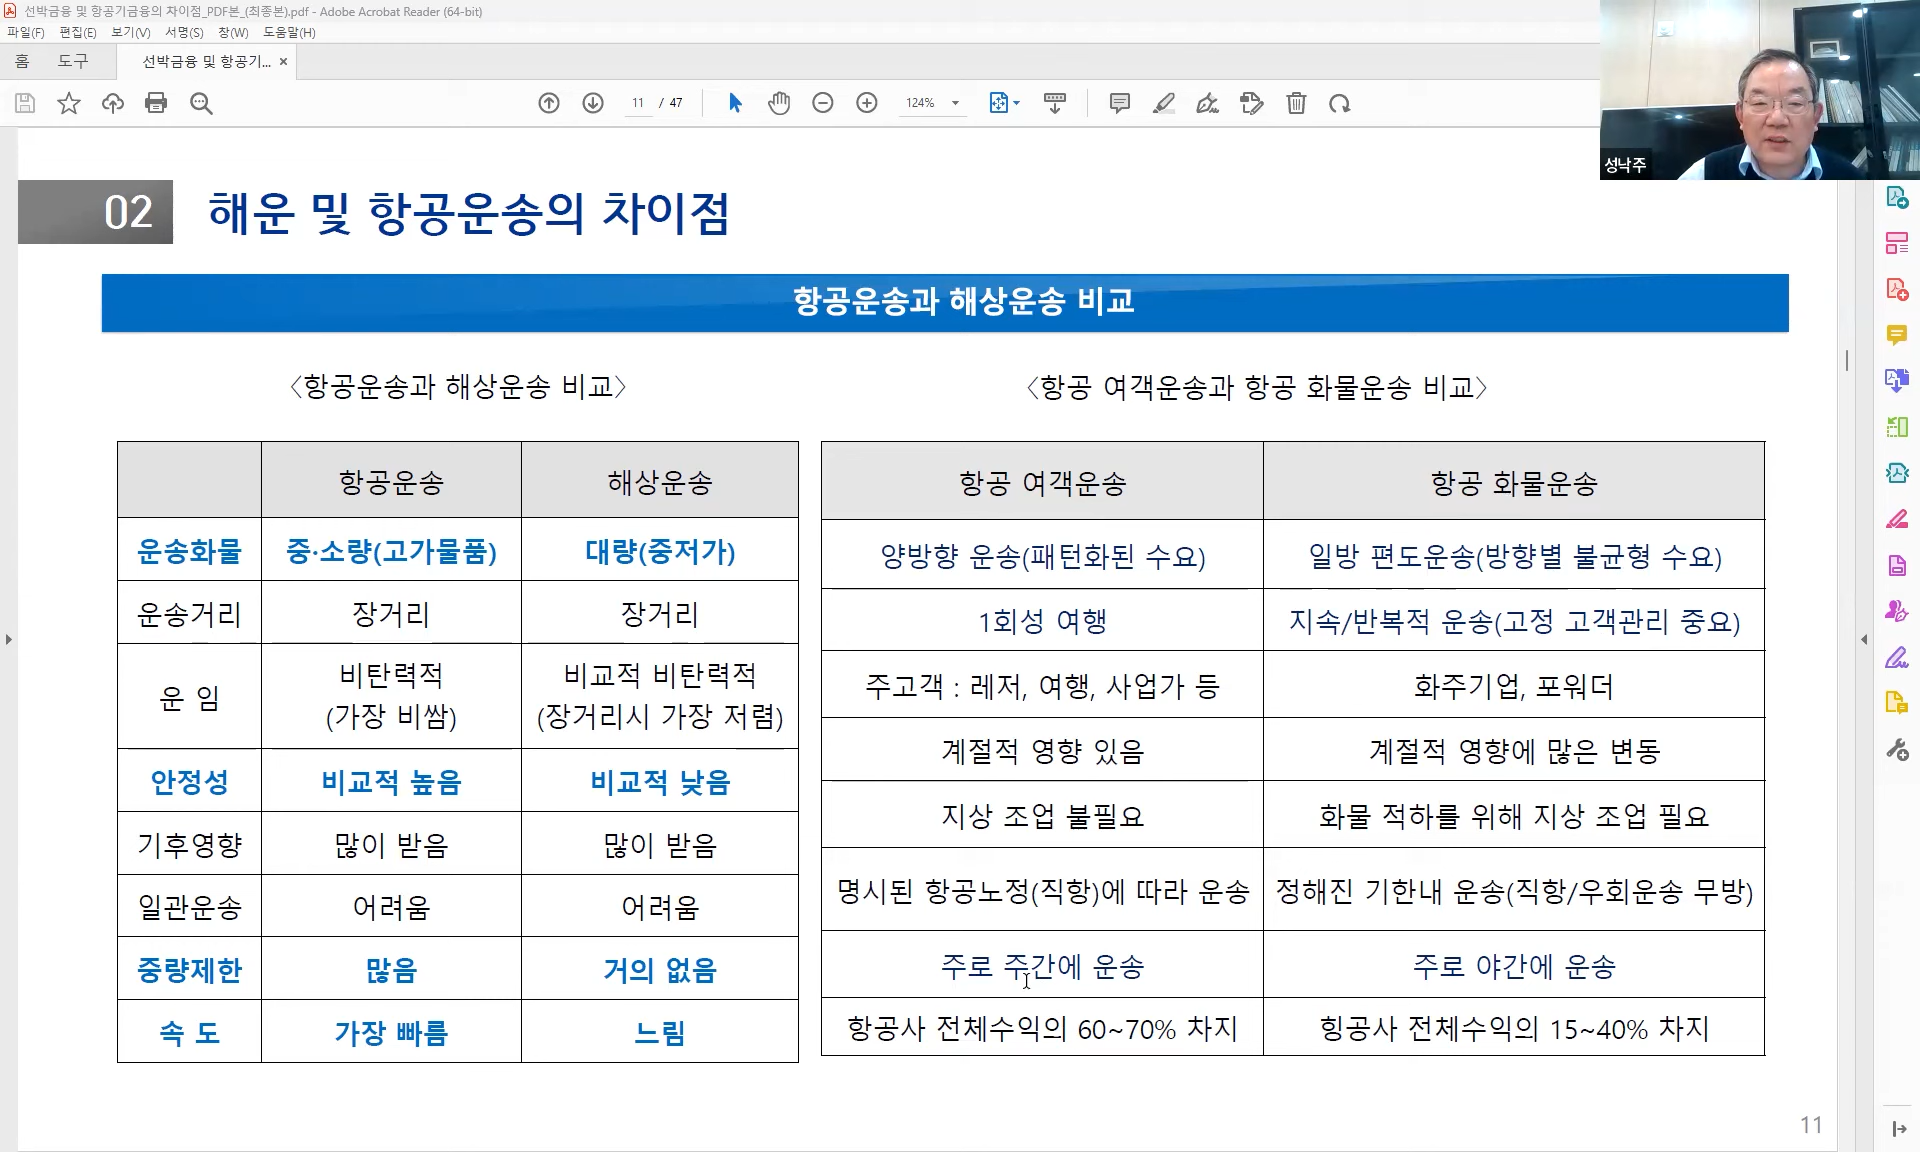 선박금융 및 항공기금융의 차이점_PDF본_(최종본).pdf - Adobe Acrobat Reader (64-bit)
파일(F) 편집(E) 보기(V) 서명(S) 창(W) 도움말(H)
홈 도구 선박금융 및 항공기... ×
11 / 47 124%
성낙주
02 해운 및 항공운송의 차이점
항공운송과 해상운송 비교
<항공운송과 해상운송 비교>
항공운송 해상운송
운송화물 중·소량(고가물품) 대량(중저가)
운송거리 장거리 장거리
운 임 비탄력적 (가장 비쌈) 비교적 비탄력적 (장거리시 가장 저렴)
안정성 비교적 높음 비교적 낮음
기후영향 많이 받음 많이 받음
일관운송 어려움 어려움
중량제한 많음 거의 없음
속 도 가장 빠름 느림
<항공 여객운송과 항공 화물운송 비교>
항공 여객운송 항공 화물운송
양방향 운송(패턴화된 수요) 일방 편도운송(방향별 불균형 수요)
1회성 여행 지속/반복적 운송(고정 고객관리 중요)
주고객 : 레저, 여행, 사업가 등 화주기업, 포워더
계절적 영향 있음 계절적 영향에 많은 변동
지상 조업 불필요 화물 적하를 위해 지상 조업 필요
명시된 항공노정(직항)에 따라 운송 정해진 기한내 운송(직항/우회운송 무방)
주로 주간에 운송 주로 야간에 운송
항공사 전체수익의 60~70% 차지 힝공사 전체수익의 15~40% 차지
11